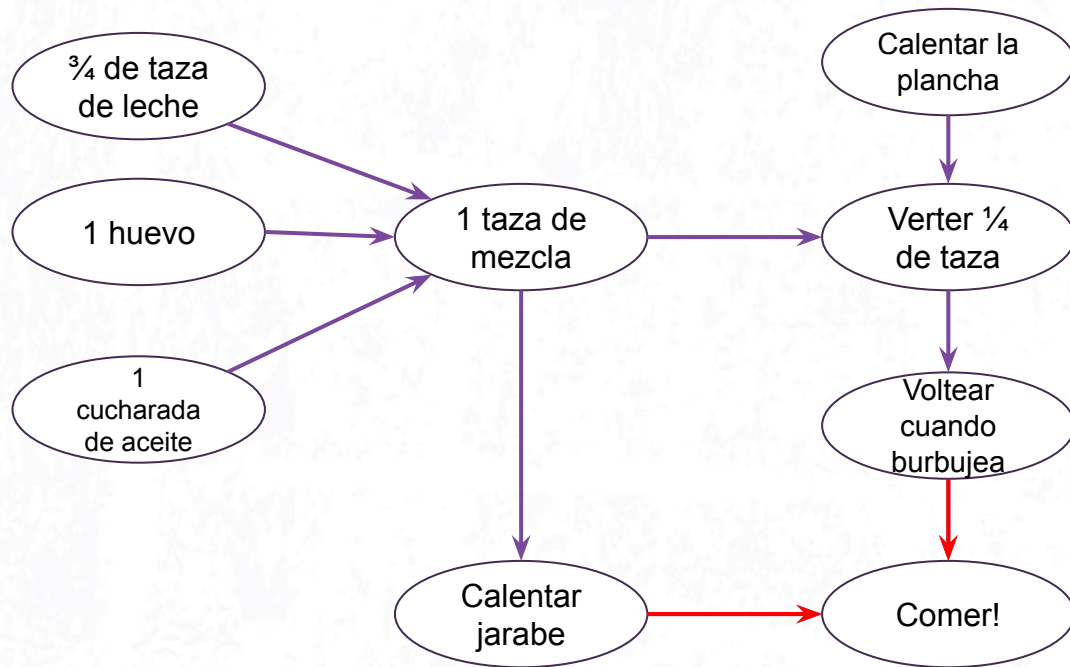 ¾ de taza
de leche
1 huevo
1
cucharada
de aceite
1 taza de
mezcla
Calentar
jarabe
Calentar la
plancha
Verter ¼
de taza
Voltear
cuando
burbujea
Comer!